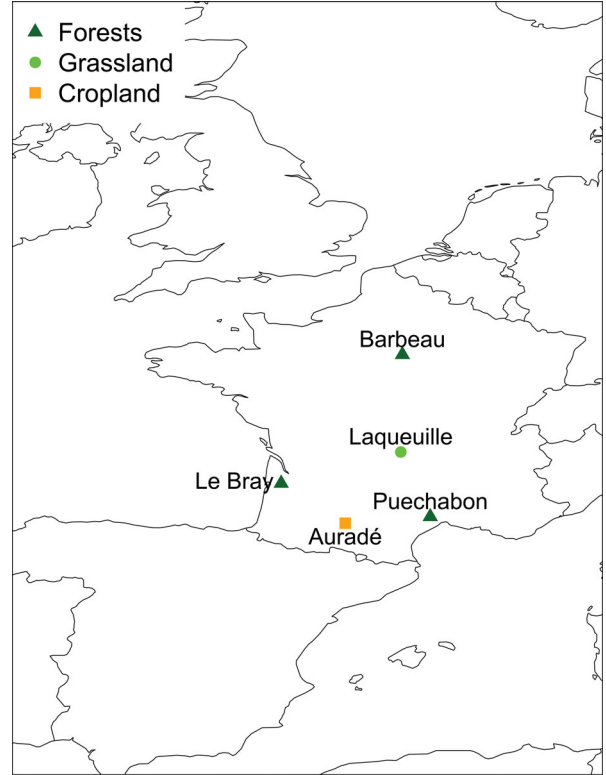 Forests
Grassland
Cropland
Barbeau
Laqueuille
Le Bray
Puechabon
Auradé